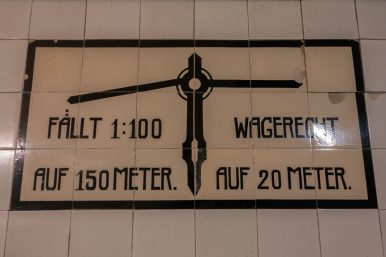 FÄLLT 1:100 WAGERECHT
AUF 150 METER. AUF 20 METER.